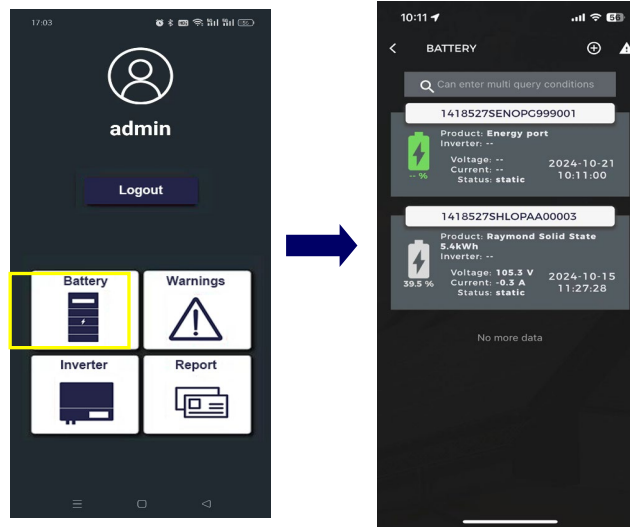 17:03
admin
Logout
Battery
Warnings
Inverter
Report
10:11
56
BATTERY
Can enter multi query conditions
1418527SENOPG999001
Product: Energy port
Inverter: --
Voltage: --
Current: --
Status: static
-- %
2024-10-21
10:11:00
1418527SHLOPAA00003
Product: Raymond Solid State
5.4kWh
Inverter: --
Voltage: 105.3 V
Current: -0.3 A
Status: static
39.5 %
2024-10-15
11:27:28
No more data